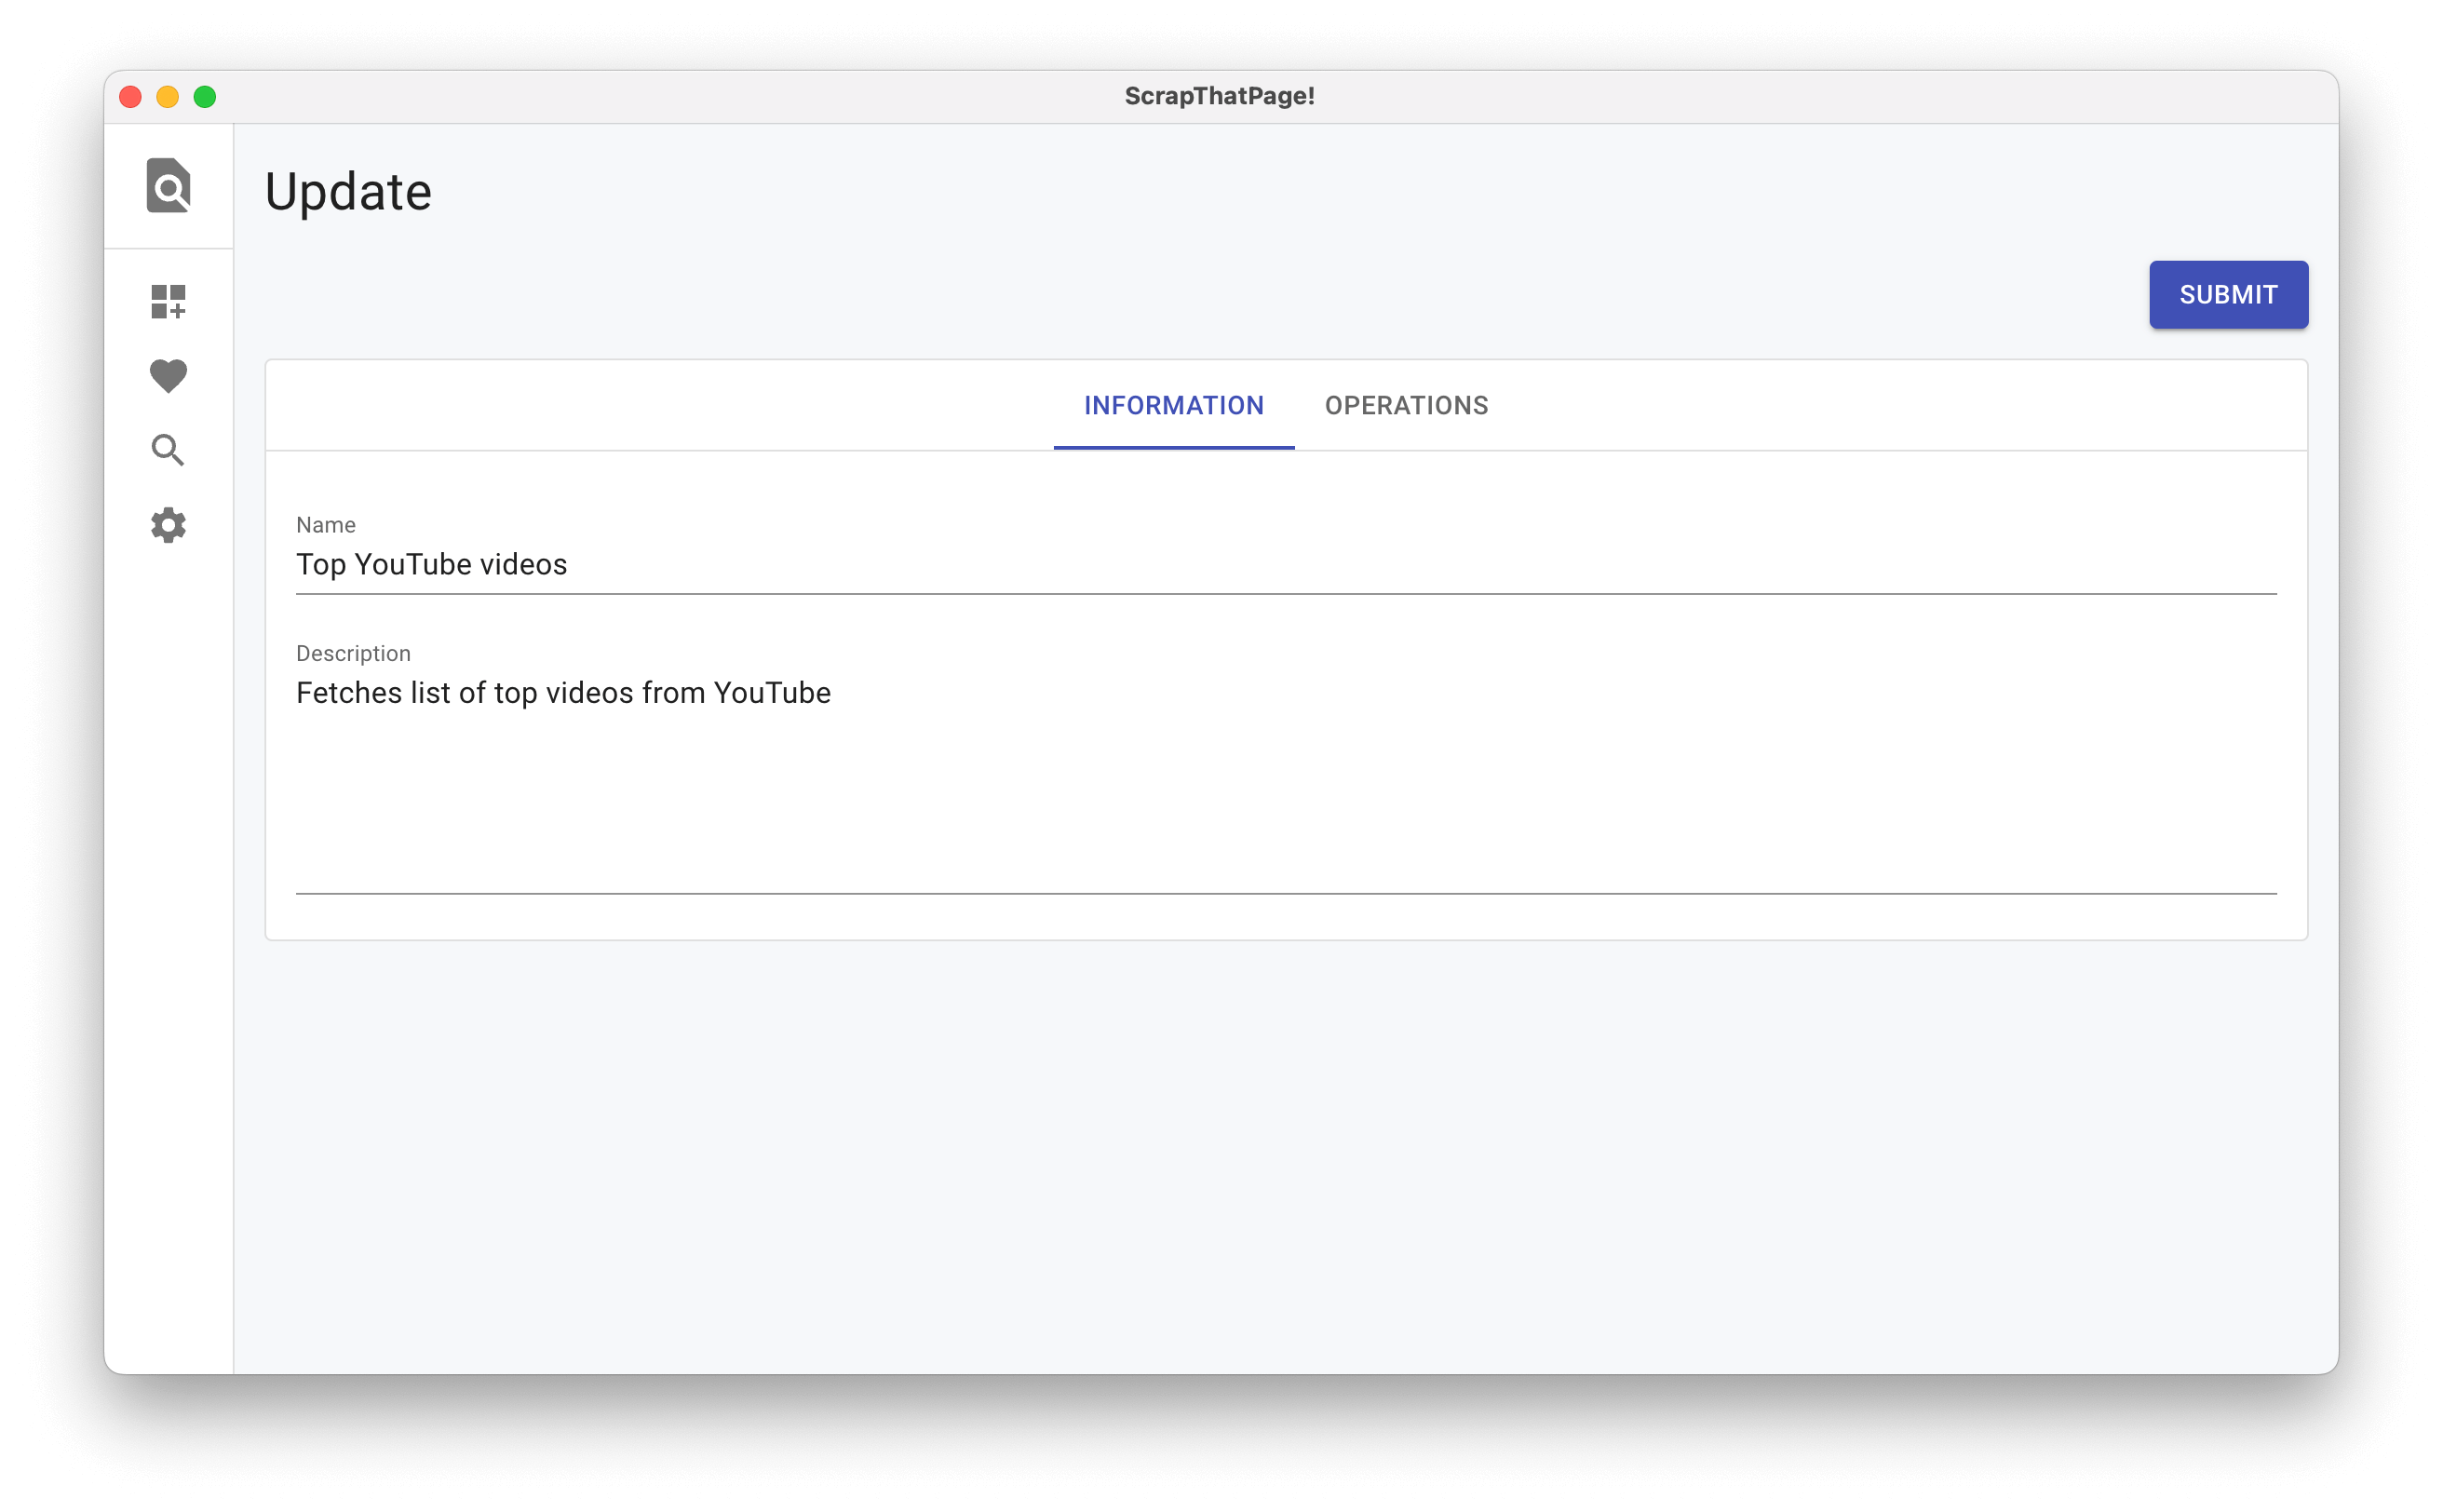 ScrapThatPage!
Update
SUBMIT
INFORMATION
OPERATIONS
Name
Top YouTube videos
Description
Fetches list of top videos from YouTube